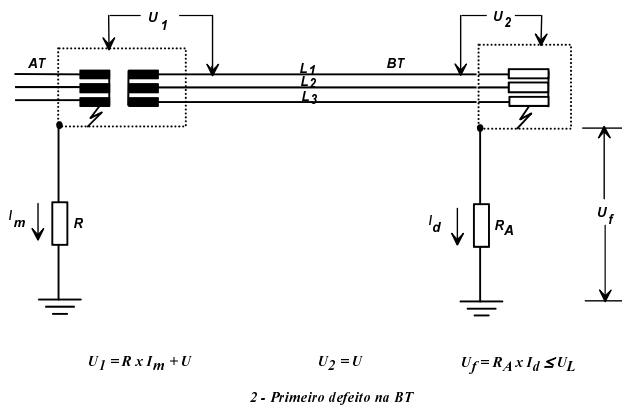 U1
U2
AT
L1
BT
L2
L3
Im
R
Id
RA
Uf
U1 = R x Im + U
U2 = U
Uf = RA x Id ≤ UL
2 - Primeiro defeito na BT